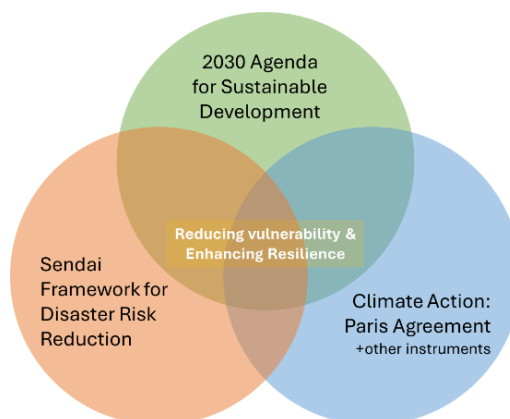 2030 Agenda
for Sustainable
Development
Reducing vulnerability &
Enhancing Resilience
Sendai
Framework for
Disaster Risk
Reduction
Climate Action:
Paris Agreement
+other instruments